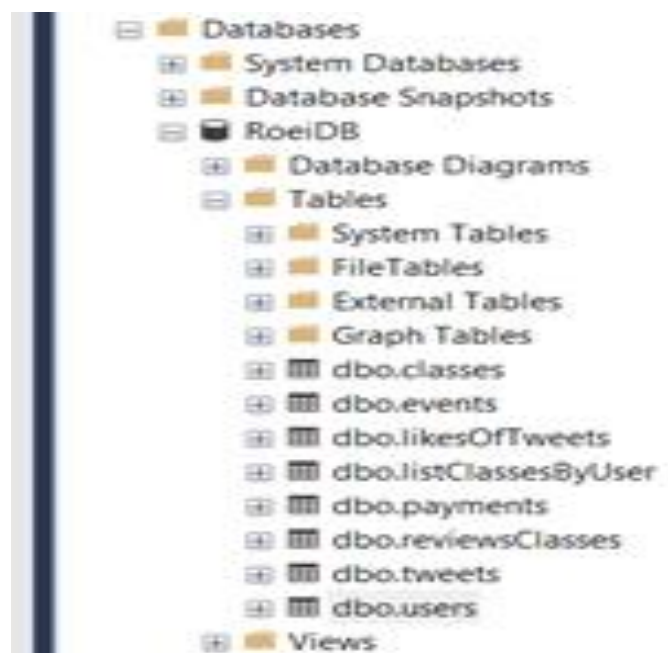 Databases
System Databases
Database Snapshots
RoeiDB
Database Diagrams
Tables
System Tables
FileTables
External Tables
Graph Tables
dbo.classes
dbo.events
dbo.likesOfTweets
dbo.listClassesByUser
dbo.payments
dbo.reviewsClasses
dbo.tweets
dbo.users
Views